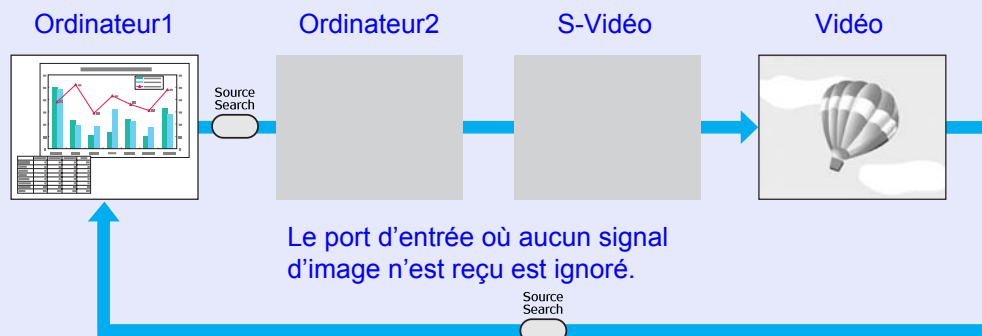 Ordinateur1
Ordinateur2
S-Vidéo
Vidéo
Source
Search
Le port d’entrée où aucun signal
d’image n’est reçu est ignoré.
Source
Search